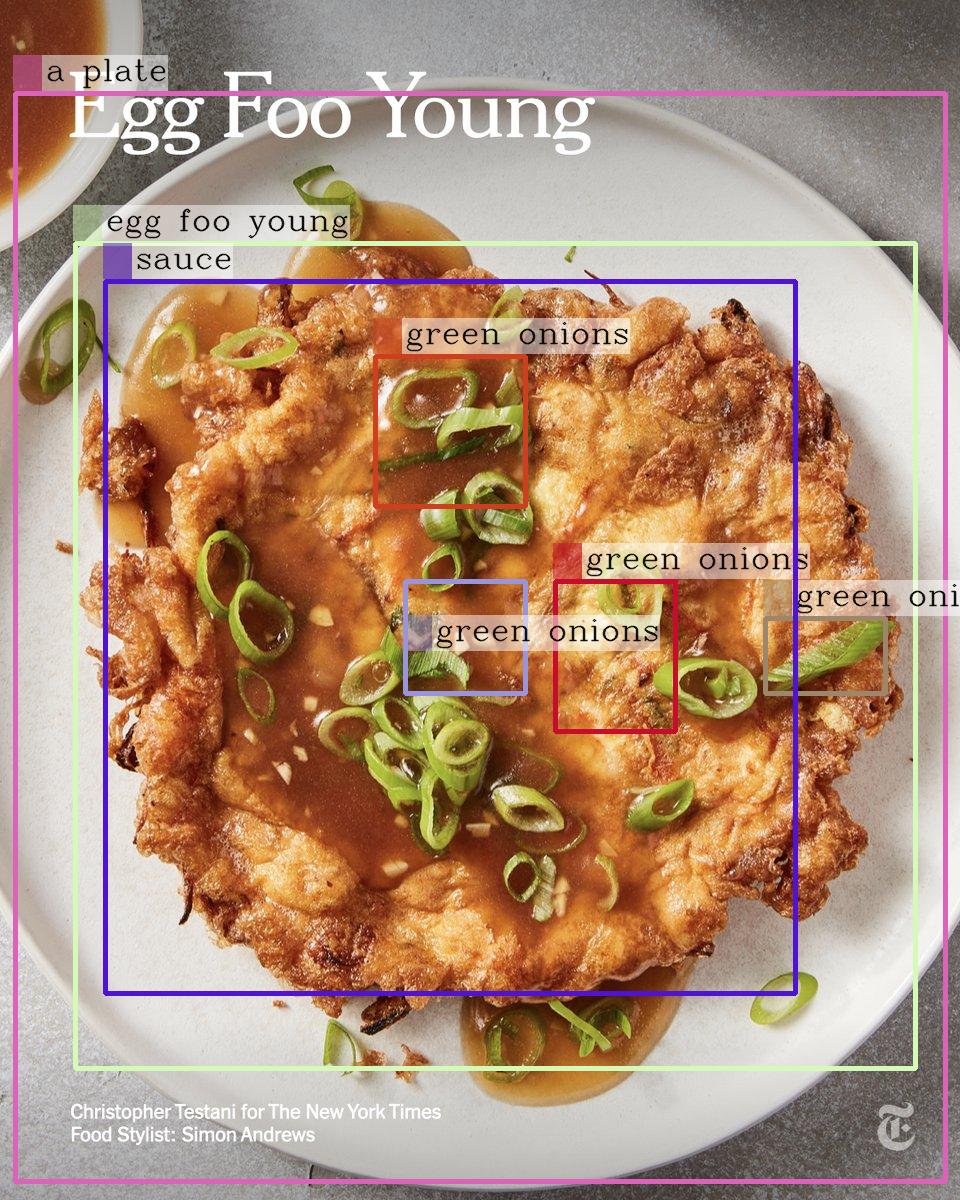 a plate
Egg Foo Young
egg foo young
sauce
green onions
green onions
green oni
green onions
Christopher Testani for The New York Times
Food Stylist: Simon Andrews
T